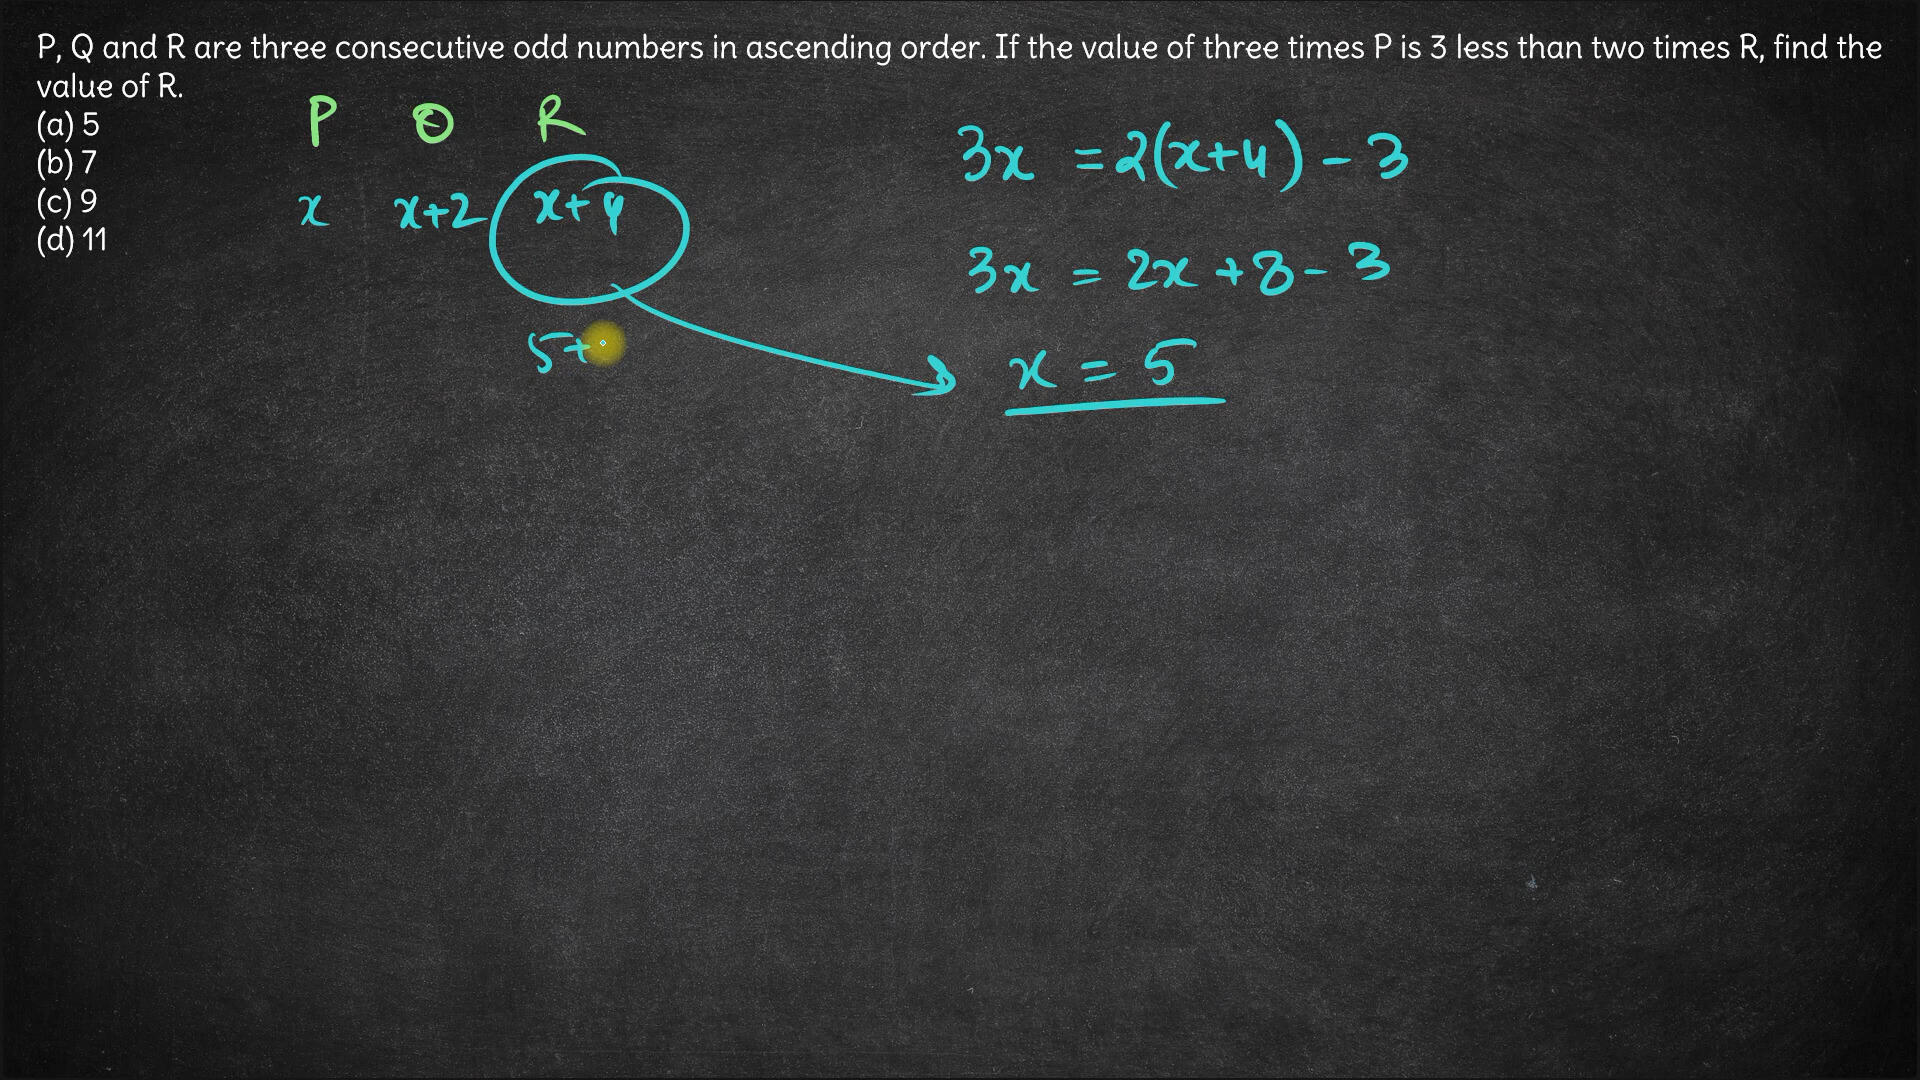 P, Q and R are three consecutive odd numbers in ascending order. If the value of three times P is 3 less than two times R, find the
value of R.
(a) 5
(b) 7
(c) 9
(d) 11
P Q R
x x+2 x+4
5+
3x = 2(x+4) - 3
3x = 2x + 8 - 3
x = 5